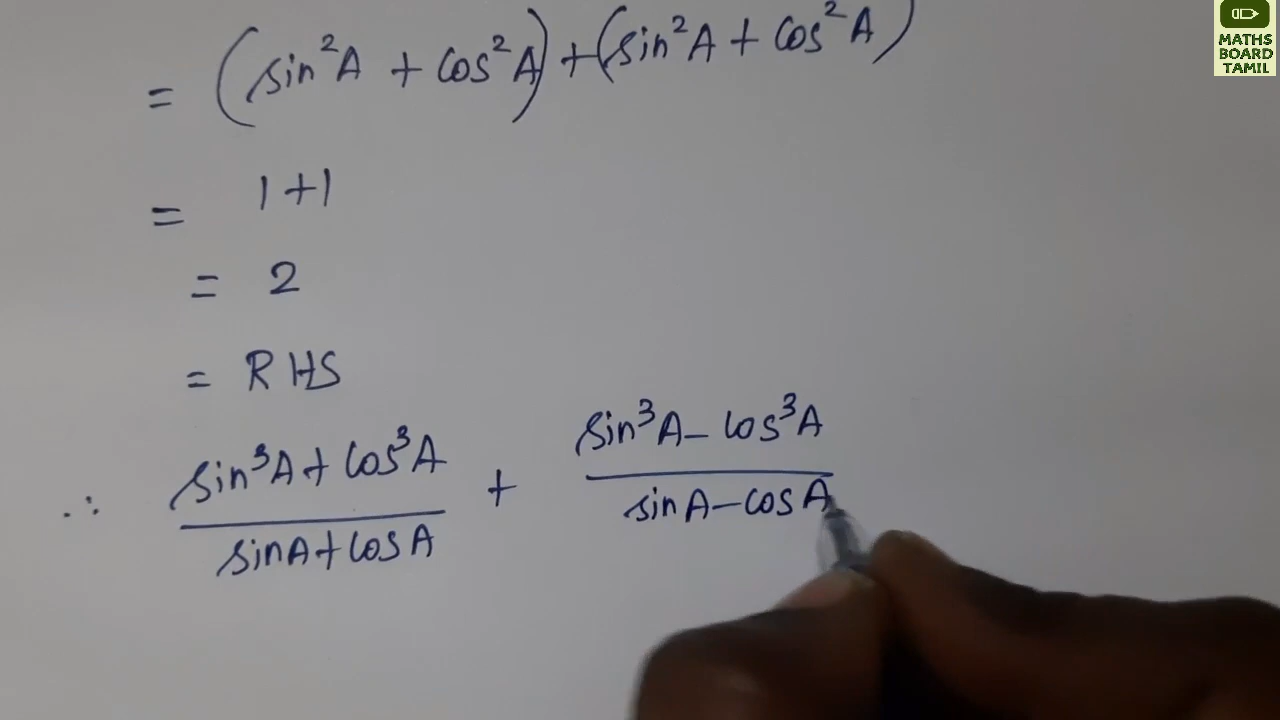 MATHS
BOARD
TAMIL
= (sin²A + cos²A) + (sin²A + cos²A)
= 1+1
= 2
= RHS
∴ (sin³A + cos³A)/(sinA + cosA) + (sin³A − cos³A)/(sinA − cosA)